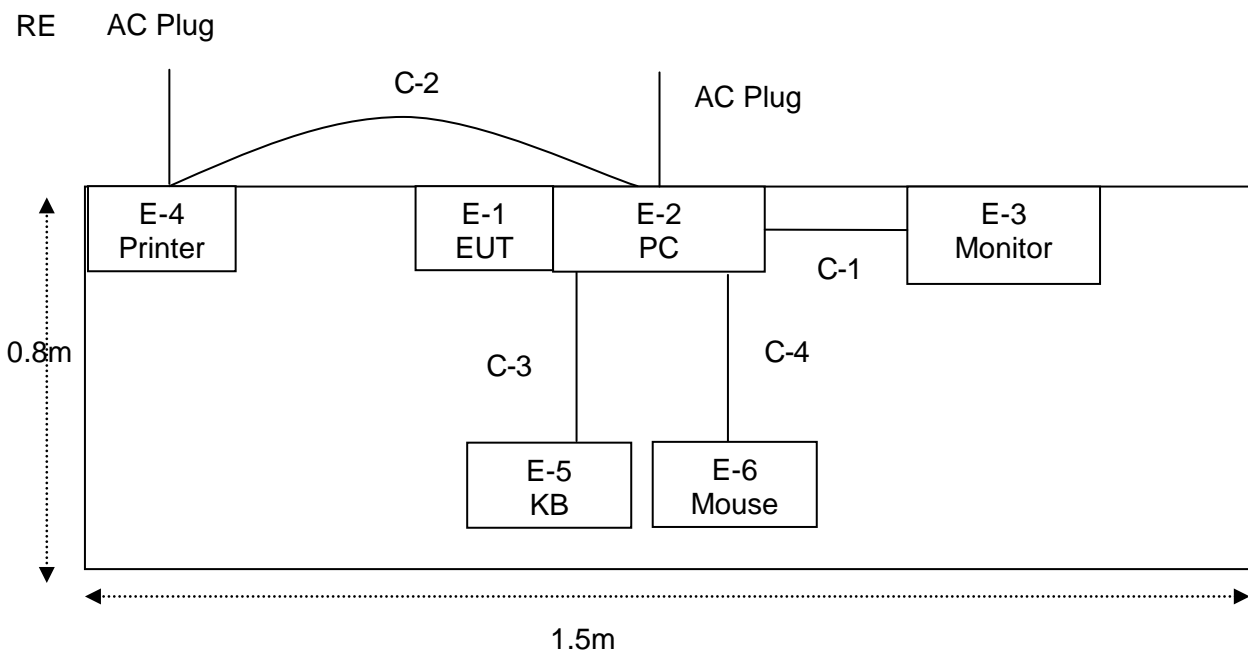 RE
AC Plug
C-2
AC Plug
E-4
Printer
E-1
EUT
E-2
PC
E-3
Monitor
C-1
0.8m
C-3
C-4
E-5
KB
E-6
Mouse
1.5m